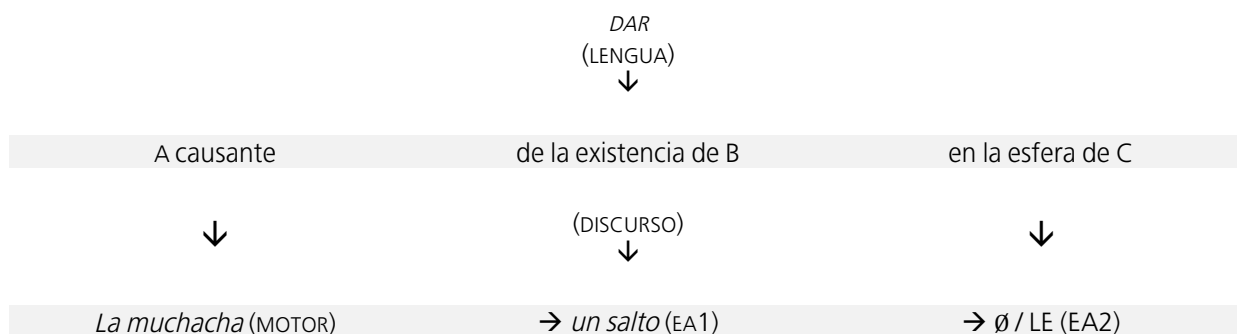 DAR
(LENGUA)
↓
A causante de la existencia de B en la esfera de C
↓ (DISCURSO) ↓
↓
La muchacha (MOTOR) → un salto (EA1) → ø / LE (EA2)